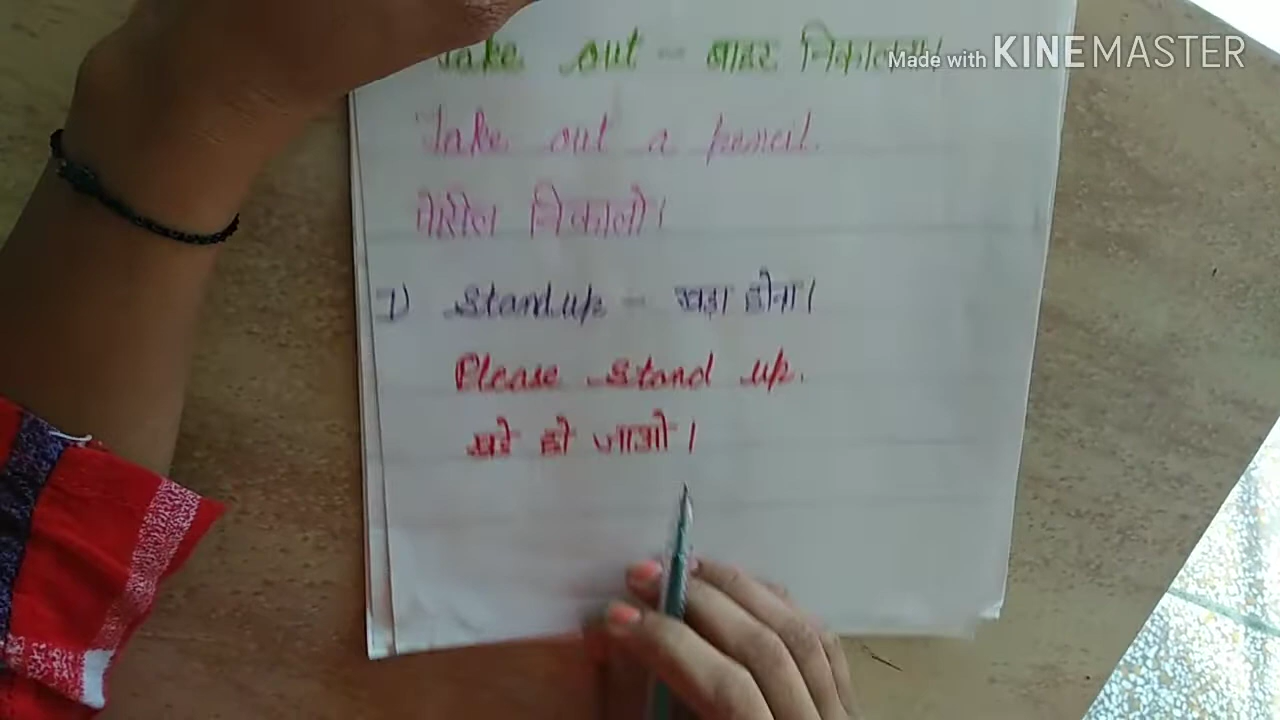 Take out - बाहर निकालना।
Made with KINEMASTER
Take out a pencil.
पेंसिल निकालो।
7) Stand up - खड़ा होना।
Please stand up.
खड़े हो जाओ।